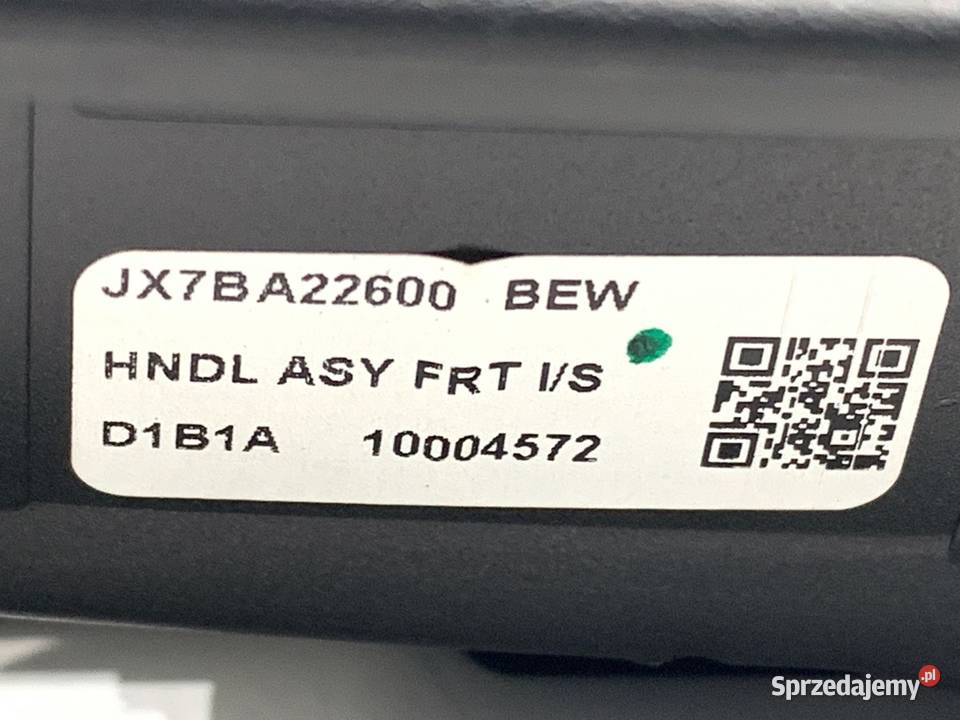 JX7BA22600 BEW
HNDL ASY FRT I/S
D1B1A 10004572
Sprzedajemy.pl